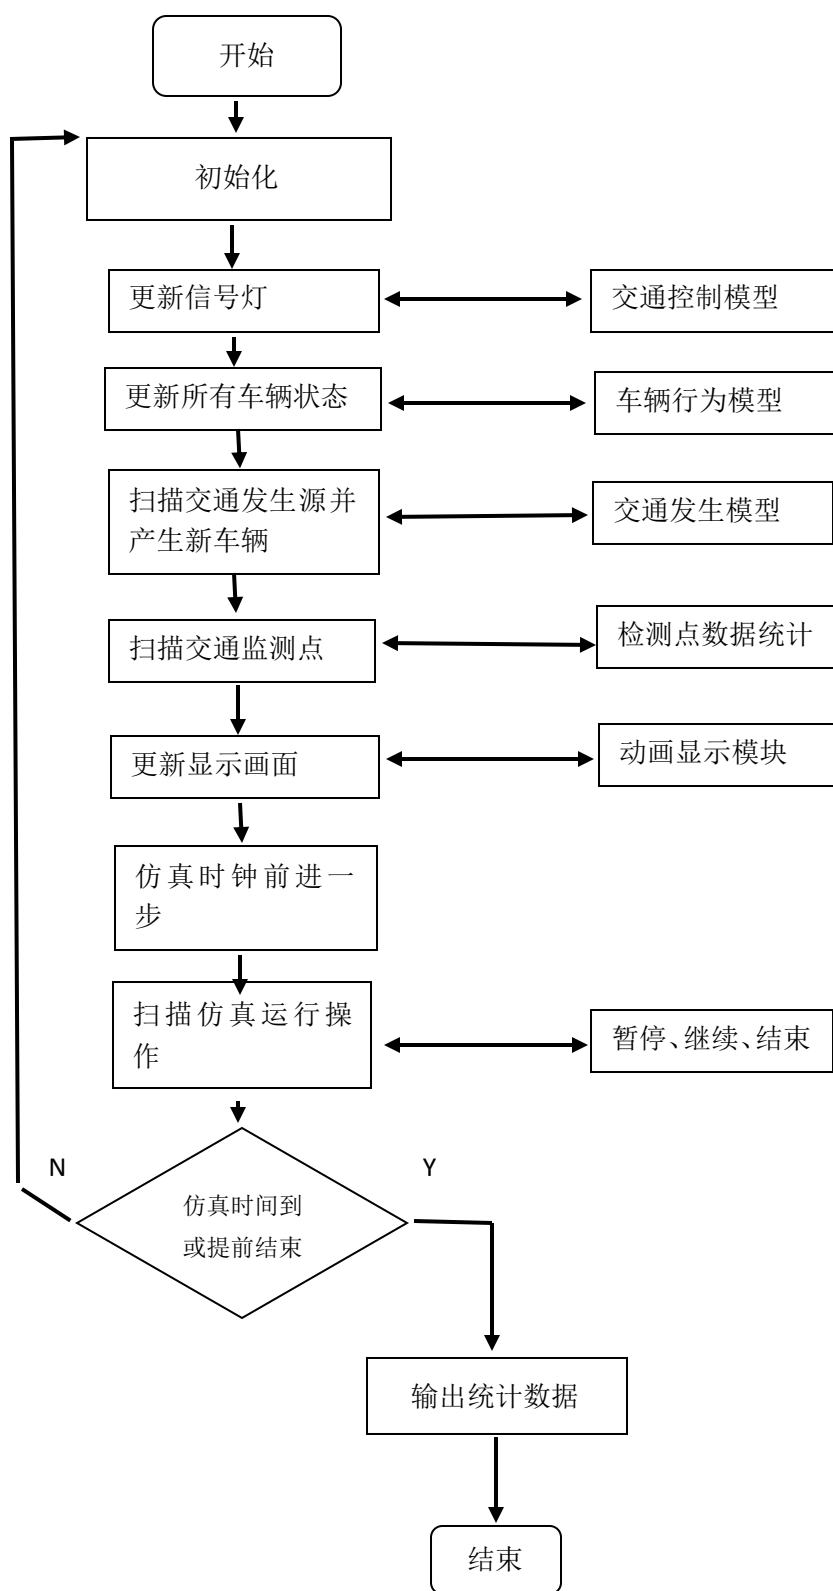 开始
初始化
更新信号灯
交通控制模型
更新所有车辆状态
车辆行为模型
扫描交通发生源并
产生新车辆
交通发生模型
扫描交通监测点
检测点数据统计
更新显示画面
动画显示模块
仿真时钟前进一
步
扫描仿真运行操
作
暂停、继续、结束
N
Y
仿真时间到
或提前结束
输出统计数据
结束